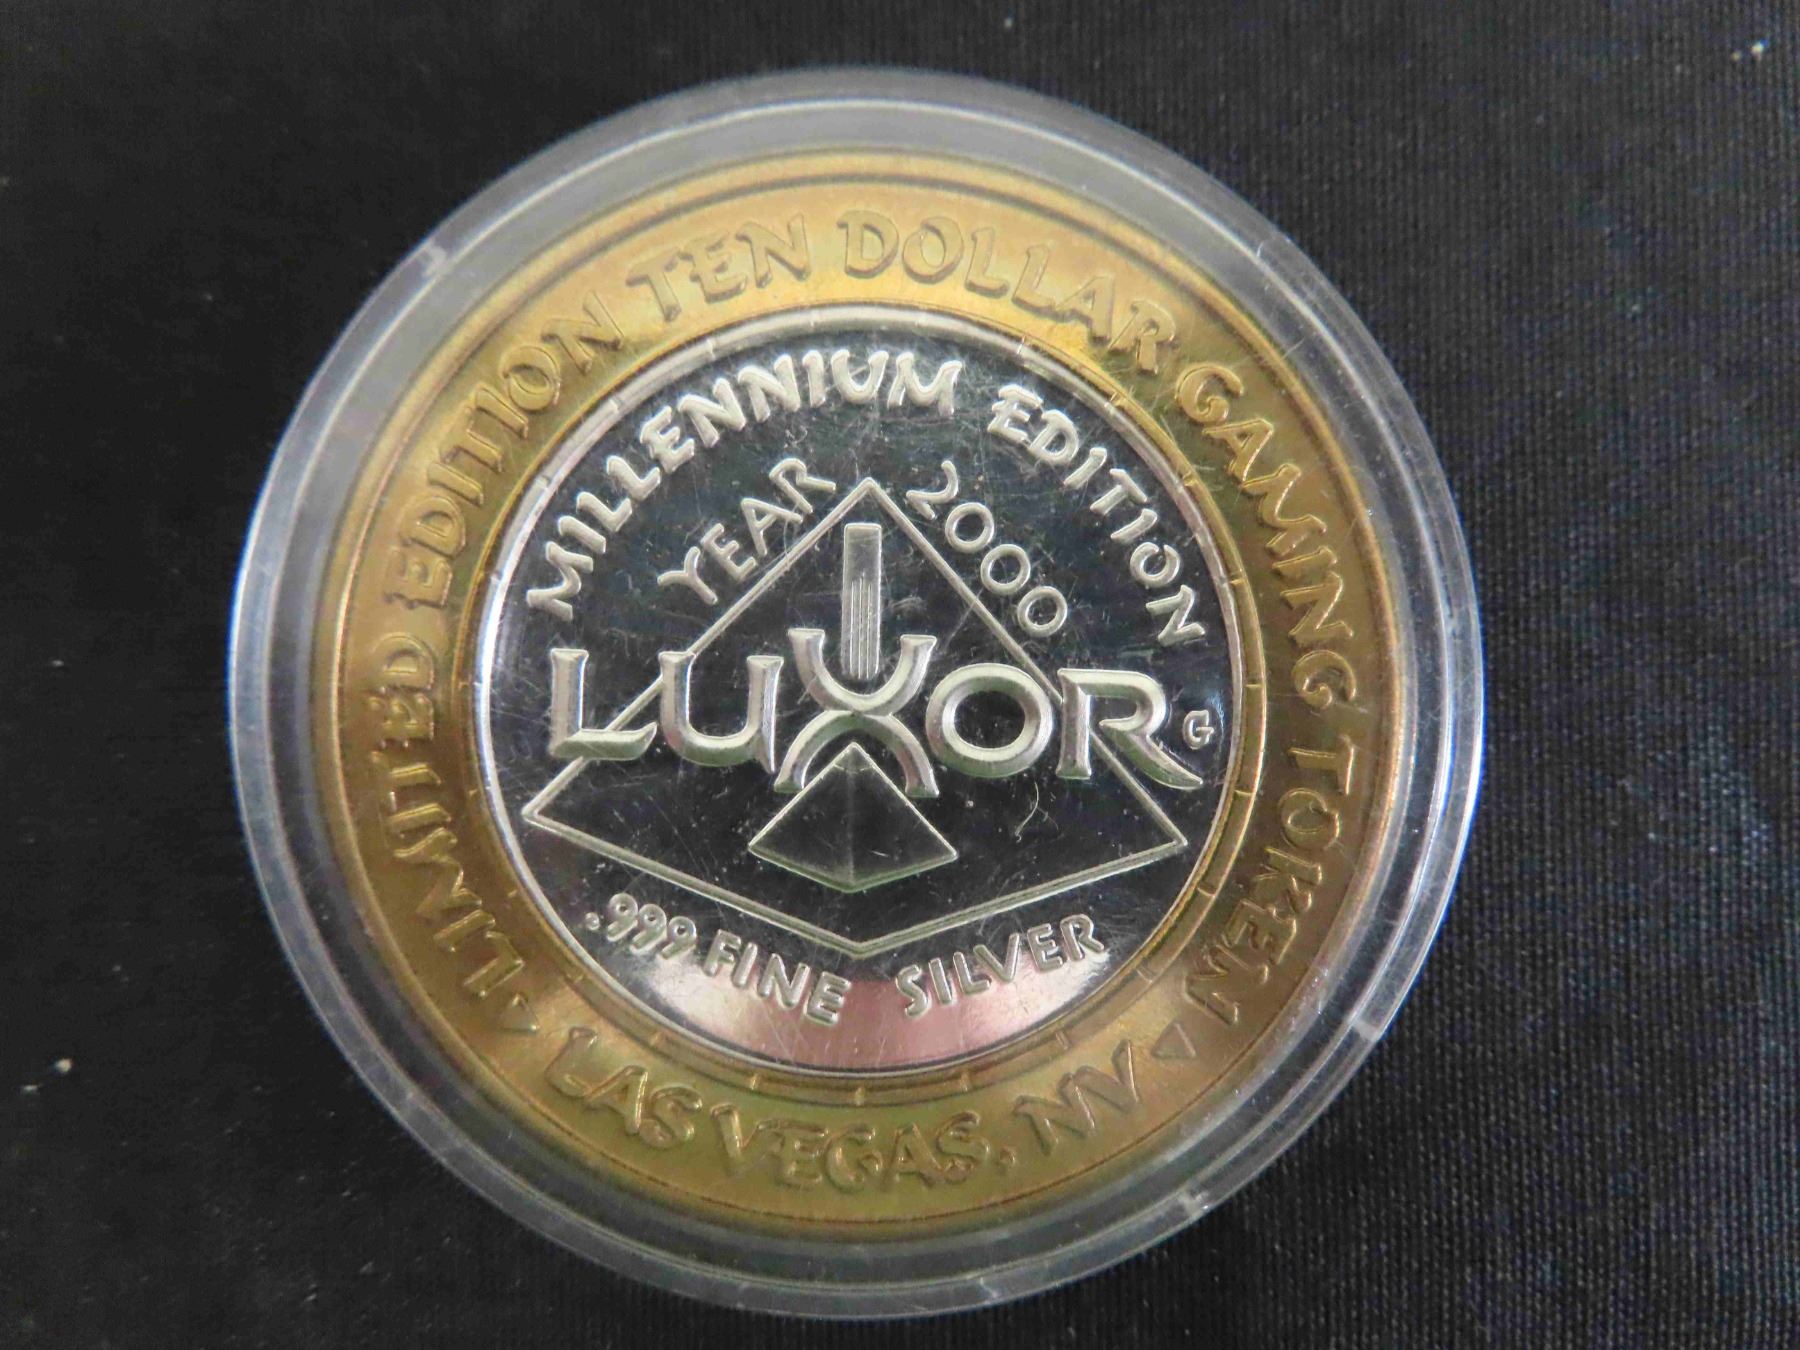 LIMITED EDITION TEN DOLLAR GAMING TOKEN
MILLENNIUM EDITION
YEAR 2000
LUXOR
G
.999 FINE SILVER
LAS VEGAS, NV